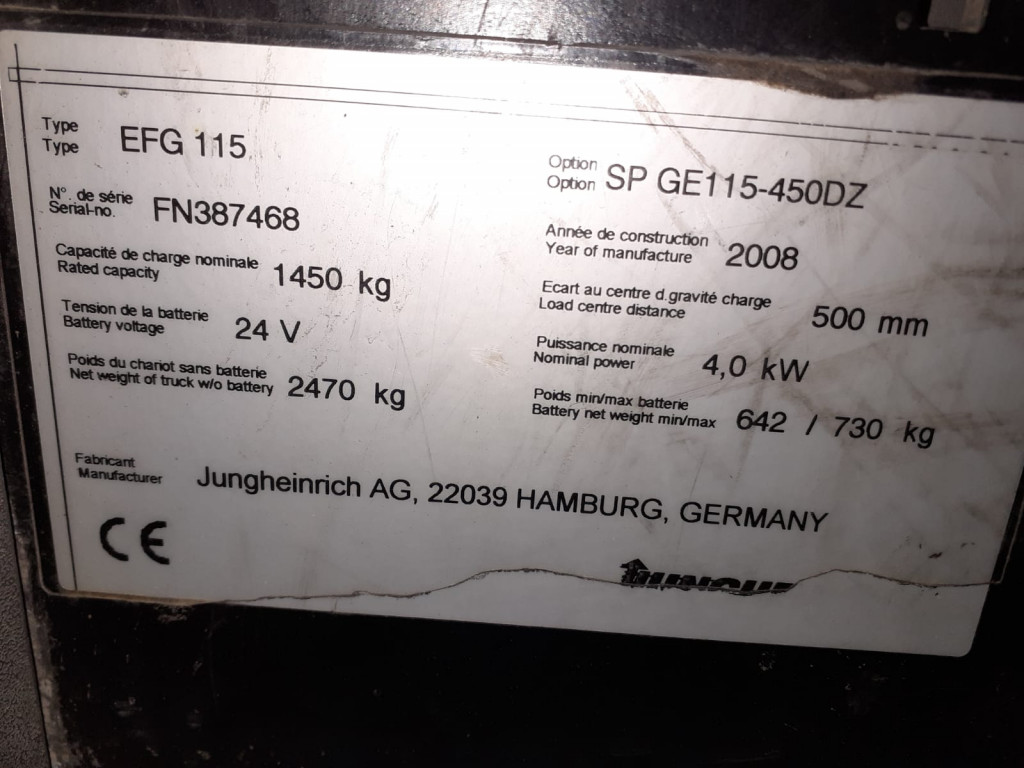 Type
Type EFG 115
Option
Option SP GE115-450DZ
N°. de série
Serial-no. FN387468
Année de construction
Year of manufacture 2008
Capacité de charge nominale
Rated capacity 1450 kg
Ecart au centre d.gravité charge
Load centre distance 500 mm
Tension de la batterie
Battery voltage 24 V
Puissance nominale
Nominal power 4,0 kW
Poids du chariot sans batterie
Net weight of truck w/o battery 2470 kg
Poids min/max batterie
Battery net weight min/max 642 / 730 kg
Fabricant
Manufacturer Jungheinrich AG, 22039 HAMBURG, GERMANY
CE